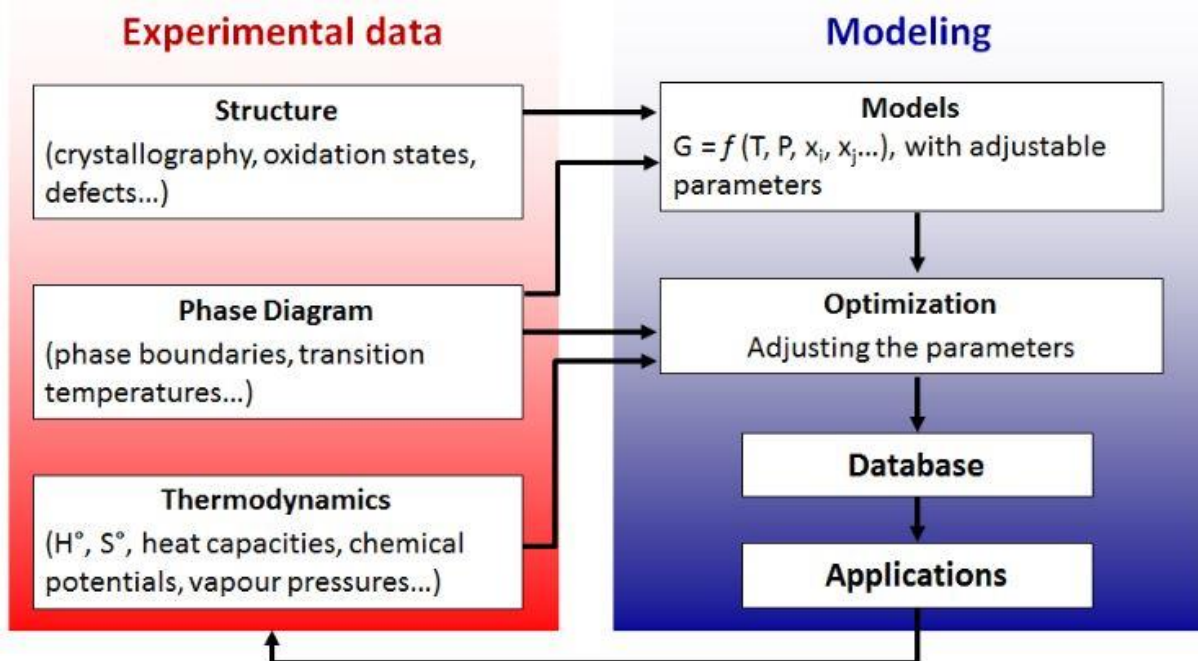 Experimental data
Structure
(crystallography, oxidation states,
defects...)
Phase Diagram
(phase boundaries, transition
temperatures...)
Thermodynamics
(H°, S°, heat capacities, chemical
potentials, vapour pressures...)
Modeling
Models
G = f (T, P, xᵢ, xⱼ...), with adjustable
parameters
Optimization
Adjusting the parameters
Database
Applications